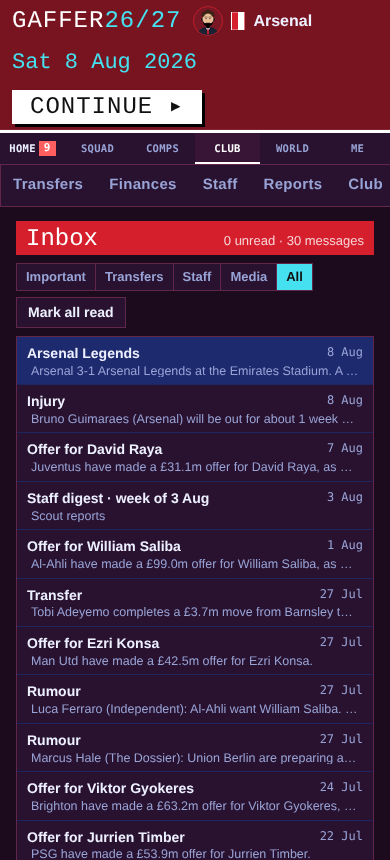 GAFFER26/27 Arsenal
Sat 8 Aug 2026
CONTINUE ►
HOME 9 SQUAD COMPS CLUB WORLD ME
Transfers Finances Staff Reports Club
Inbox 0 unread · 30 messages
Important Transfers Staff Media All
Mark all read
Arsenal Legends 8 Aug
Arsenal 3-1 Arsenal Legends at the Emirates Stadium. A …
Injury 8 Aug
Bruno Guimaraes (Arsenal) will be out for about 1 week …
Offer for David Raya 7 Aug
Juventus have made a £31.1m offer for David Raya, as …
Staff digest · week of 3 Aug 3 Aug
Scout reports
Offer for William Saliba 1 Aug
Al-Ahli have made a £99.0m offer for William Saliba, as …
Transfer 27 Jul
Tobi Adeyemo completes a £3.7m move from Barnsley t…
Offer for Ezri Konsa 27 Jul
Man Utd have made a £42.5m offer for Ezri Konsa.
Rumour 27 Jul
Luca Ferraro (Independent): Al-Ahli want William Saliba. …
Rumour 27 Jul
Marcus Hale (The Dossier): Union Berlin are preparing a…
Offer for Viktor Gyokeres 24 Jul
Brighton have made a £63.2m offer for Viktor Gyokeres, …
Offer for Jurrien Timber 22 Jul
PSG have made a £53.9m offer for Jurrien Timber.